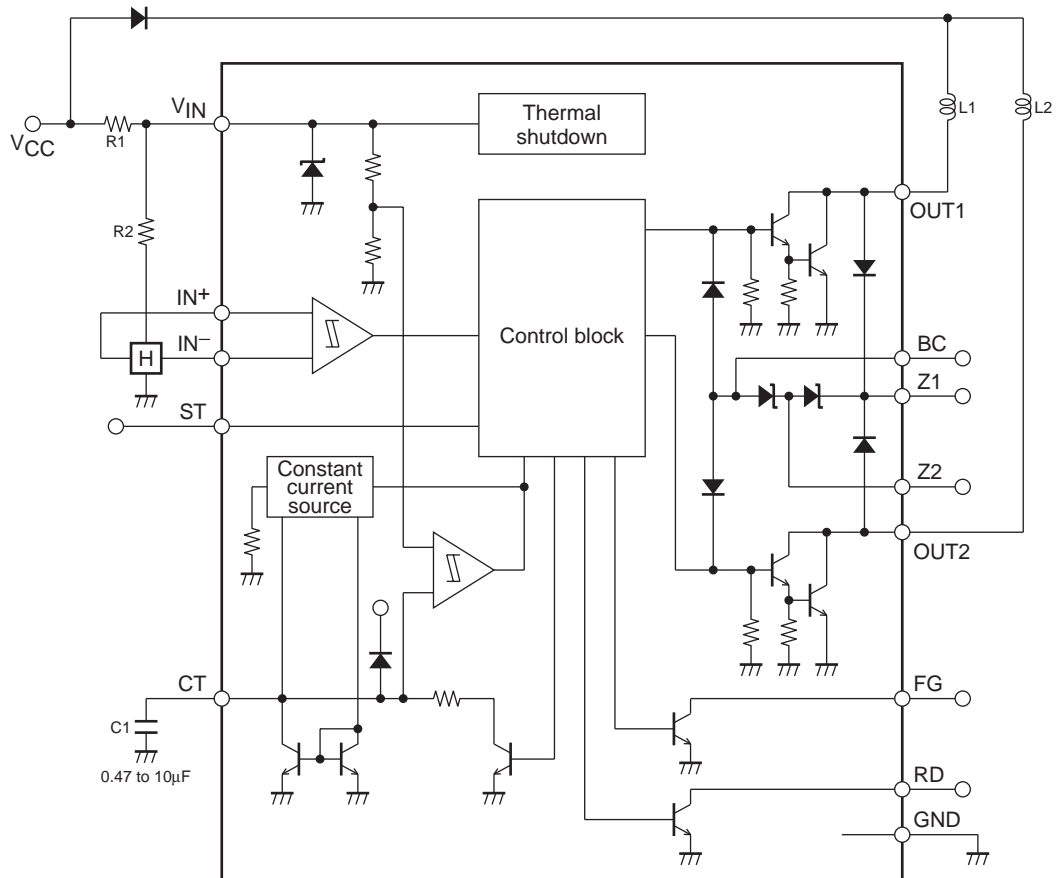 L1
L2
VIN
Thermal
shutdown
VCC
R1
OUT1
R2
IN+
Control block
BC
IN−
H
Z1
ST
Constant
current
source
Z2
OUT2
CT
FG
C1
0.47 to 10μF
RD
GND